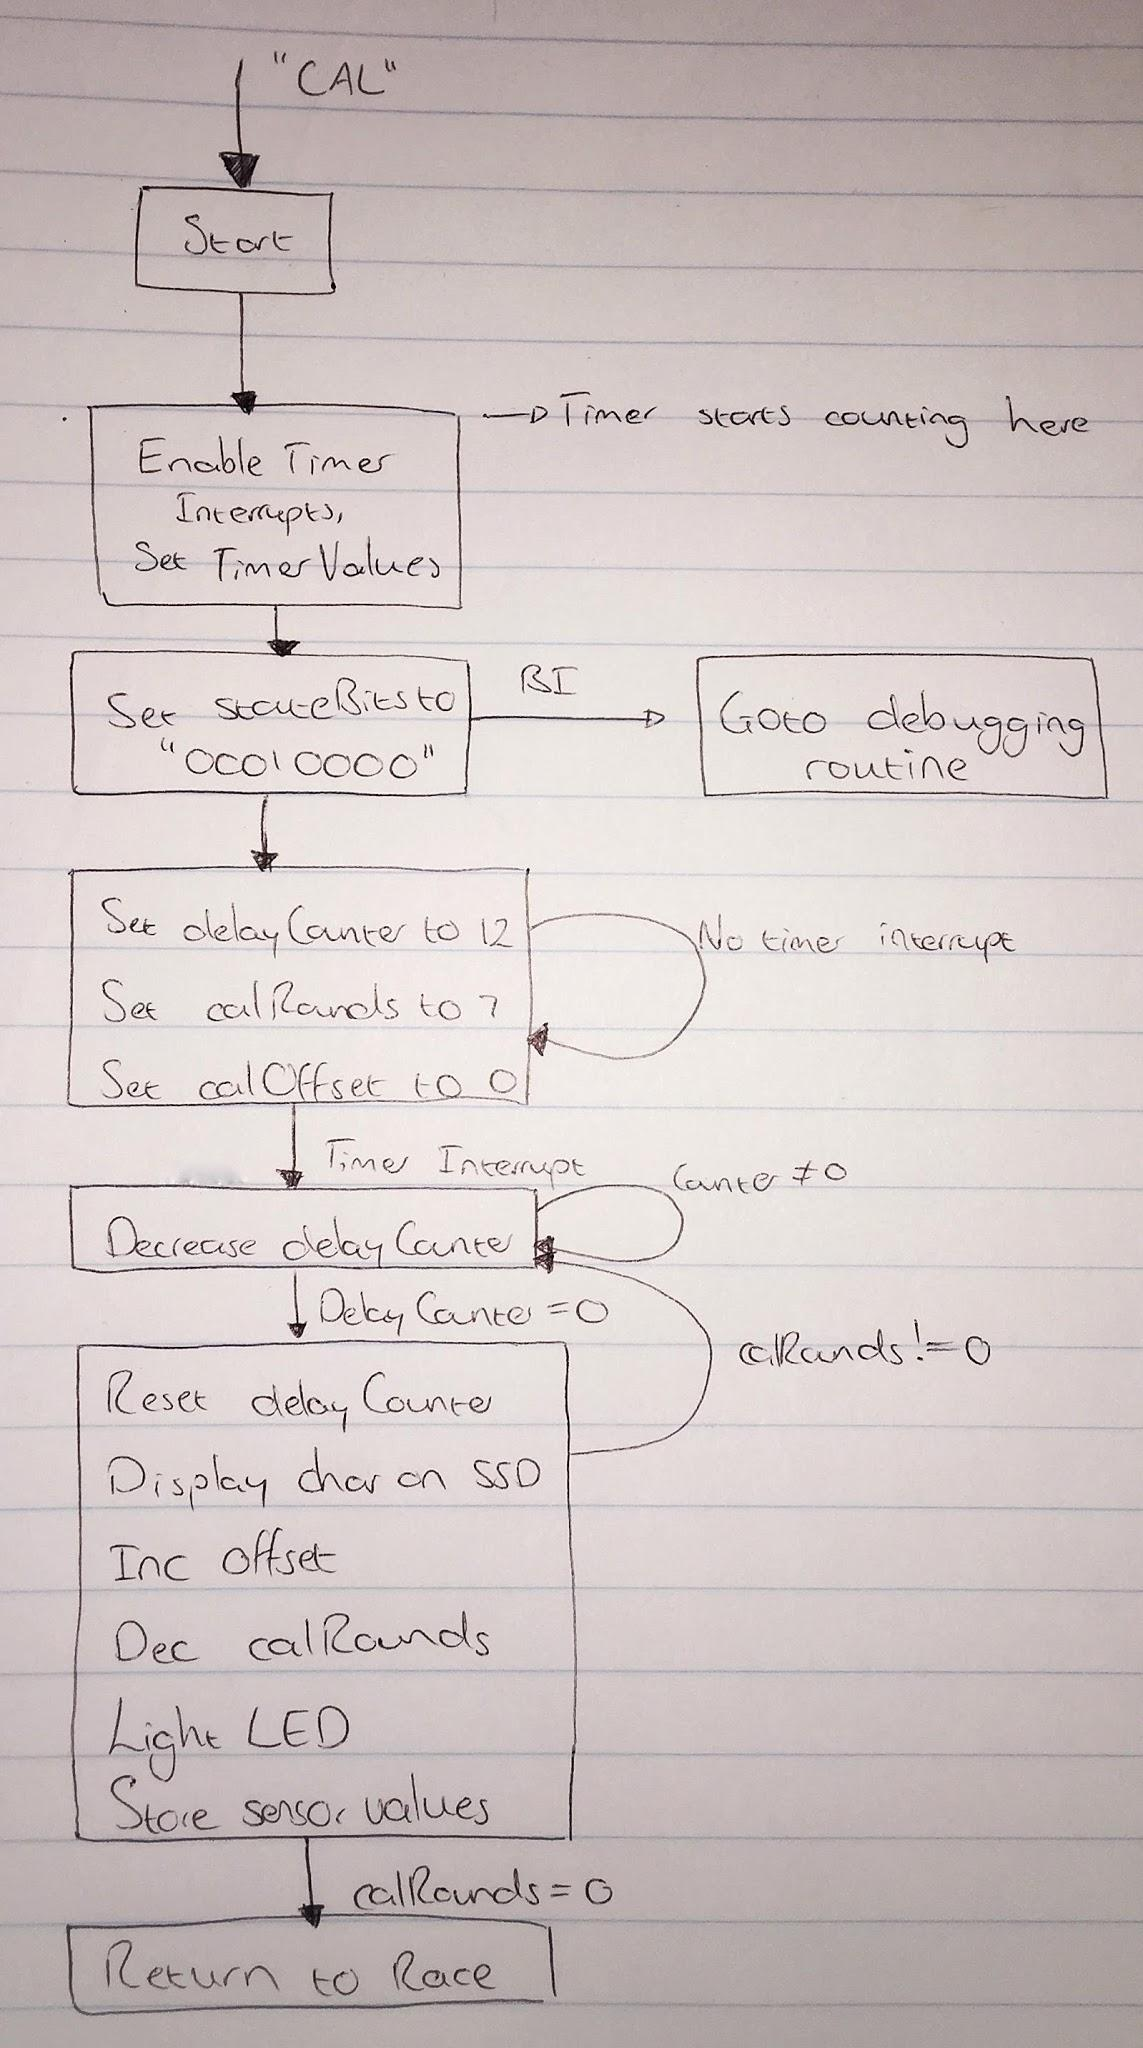 "CAL"
Start
→ Timer starts counting here
Enable Timer
Interrupts,
Set Timer Values
Set stateBits to
"00010000"
BI
Goto debugging
routine
Set delayCounter to 12
Set calRounds to 7
Set calOffset to 0
No timer interrupt
Timer Interrupt
Counter ≠ 0
Decrease delayCounter
DelayCounter = 0
calRounds != 0
Reset delayCounter
Display char on SSD
Inc offset
Dec calRounds
Light LED
Store sensor values
calRounds = 0
Return to Race